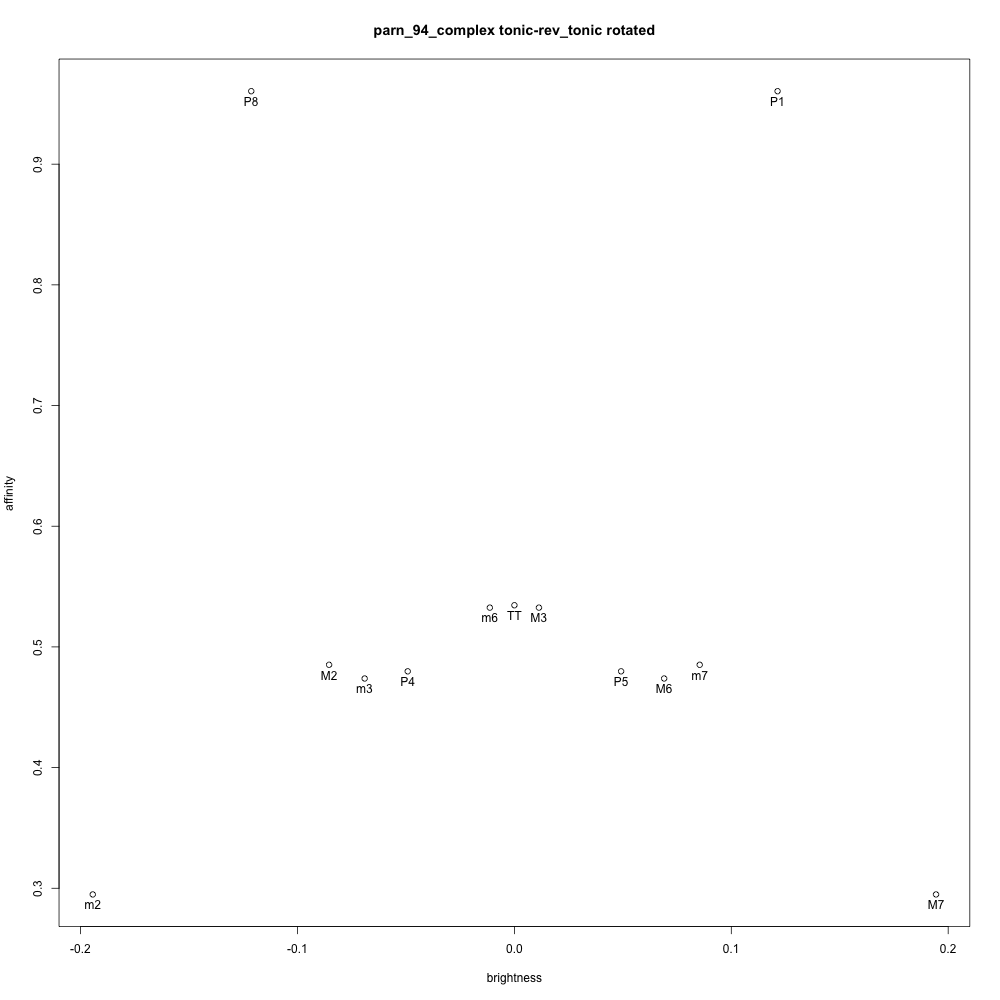 parn_94_complex tonic-rev_tonic rotated
P8
P1
0.9
0.8
0.7
affinity
0.6
m6
TT
M3
0.5
M2
m3
P4
P5
M6
m7
0.4
0.3
m2
M7
-0.2
-0.1
0.0
0.1
0.2
brightness